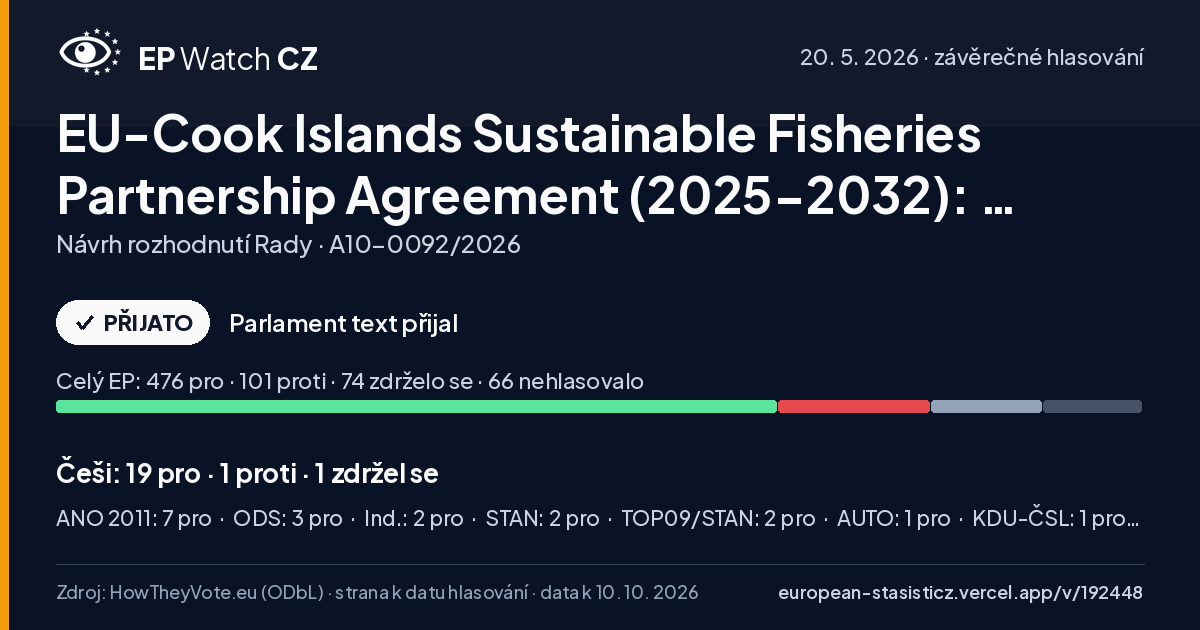 EP Watch CZ
20. 5. 2026 · závěrečné hlasování
EU–Cook Islands Sustainable Fisheries
Partnership Agreement (2025–2032): ...
Návrh rozhodnutí Rady · A10–0092/2026
✓ PŘIJATO
Parlament text přijal
Celý EP: 476 pro · 101 proti · 74 zdrželo se · 66 nehlasovalo
Češi: 19 pro · 1 proti · 1 zdržel se
ANO 2011: 7 pro · ODS: 3 pro · Ind.: 2 pro · STAN: 2 pro · TOP09/STAN: 2 pro · AUTO: 1 pro · KDU-ČSL: 1 pro...
Zdroj: HowTheyVote.eu (ODbL) · strana k datu hlasování · data k 10. 10. 2026
european-stasisticz.vercel.app/v/192448